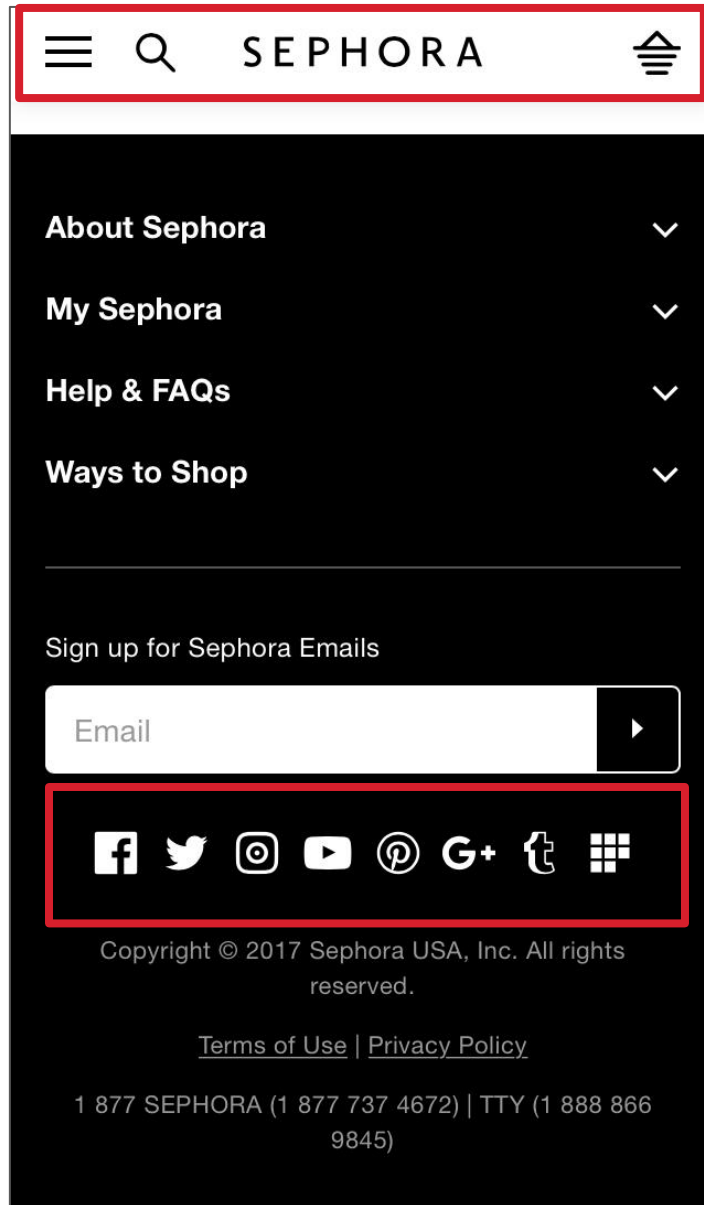 SEPHORA
About Sephora
My Sephora
Help & FAQs
Ways to Shop
Sign up for Sephora Emails
Email
Copyright © 2017 Sephora USA, Inc. All rights
reserved.
Terms of Use | Privacy Policy
1 877 SEPHORA (1 877 737 4672) | TTY (1 888 866
9845)